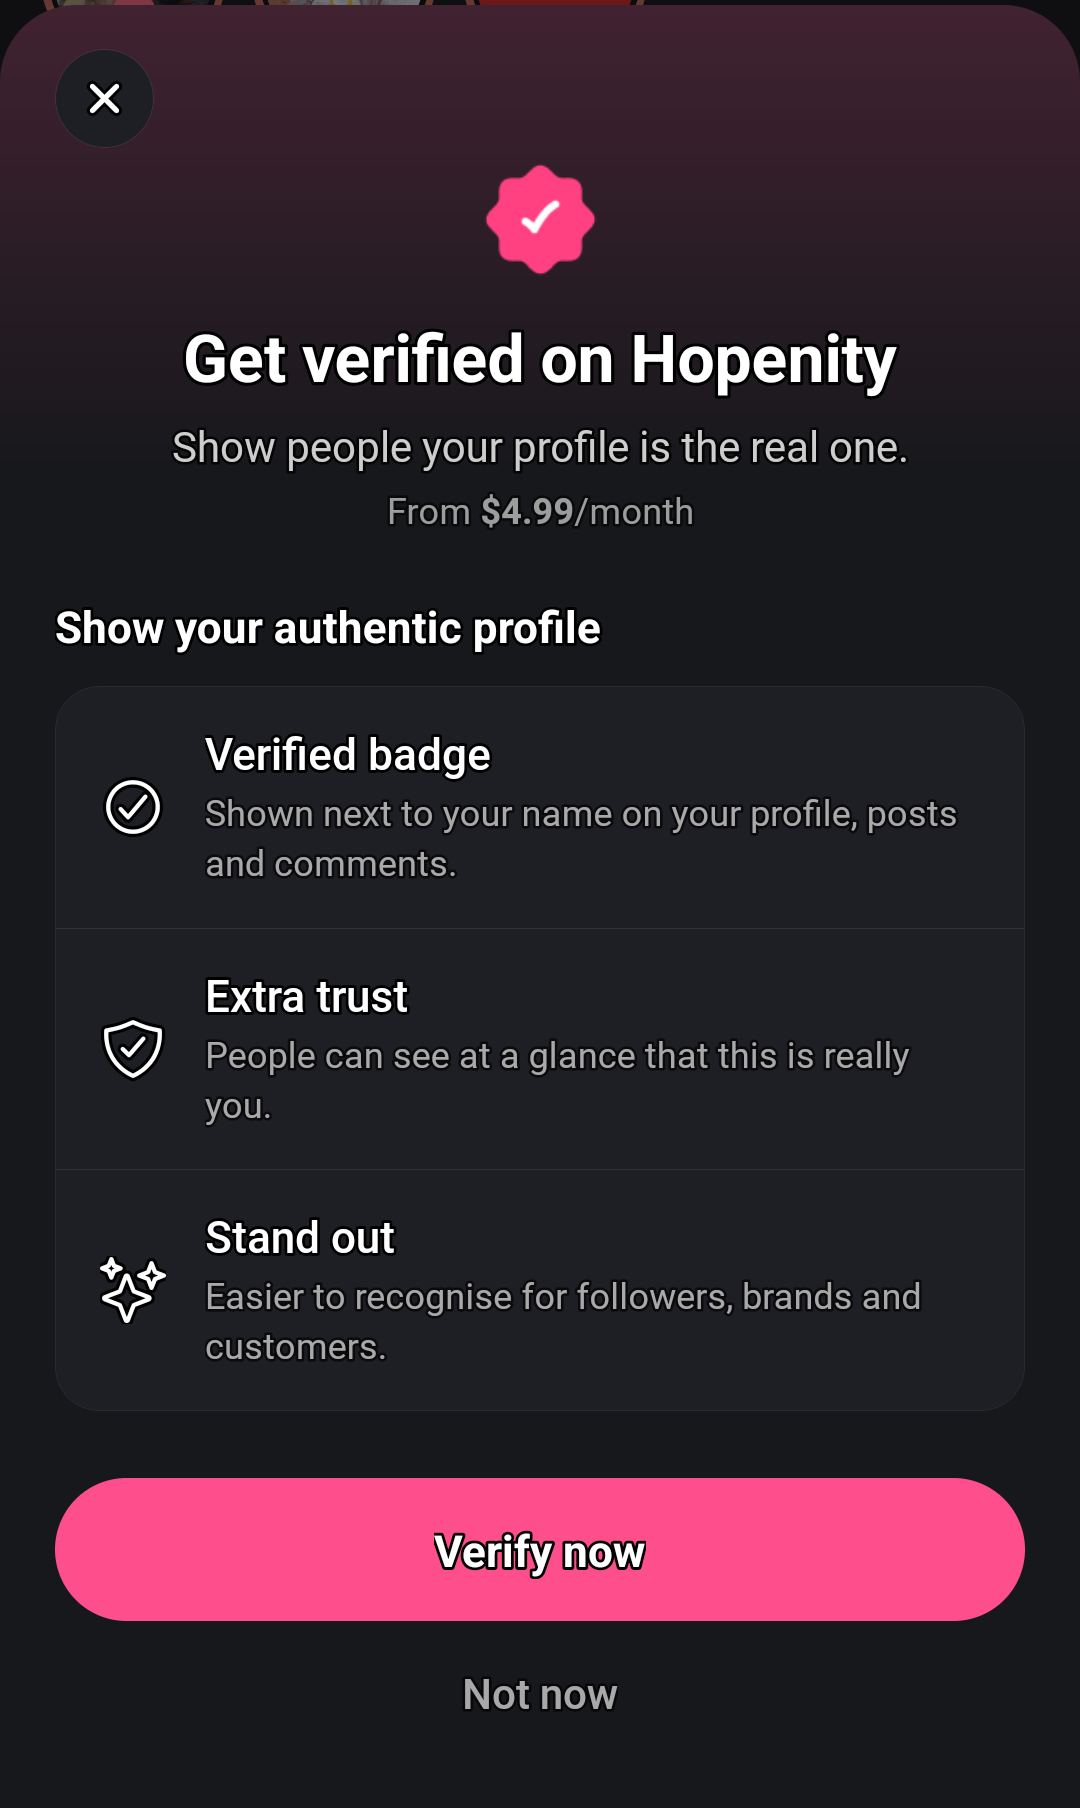 Get verified on Hopenity
Show people your profile is the real one.
From $4.99/month
Show your authentic profile
Verified badge
Shown next to your name on your profile, posts
and comments.
Extra trust
People can see at a glance that this is really
you.
Stand out
Easier to recognise for followers, brands and
customers.
Verify now
Not now